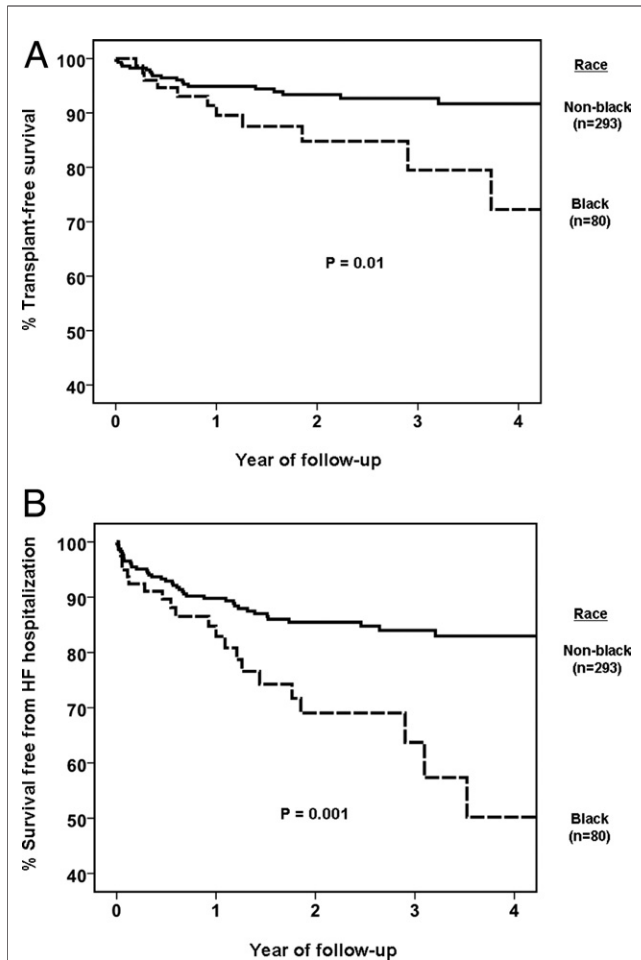 A
% Transplant-free survival
100
90
80
70
60
50
40
P = 0.01
0 1 2 3 4
Year of follow-up
Race
Non-black
(n=293)
Black
(n=80)
B
% Survival free from HF hospitalization
100
90
80
70
60
50
40
P = 0.001
0 1 2 3 4
Year of follow-up
Race
Non-black
(n=293)
Black
(n=80)